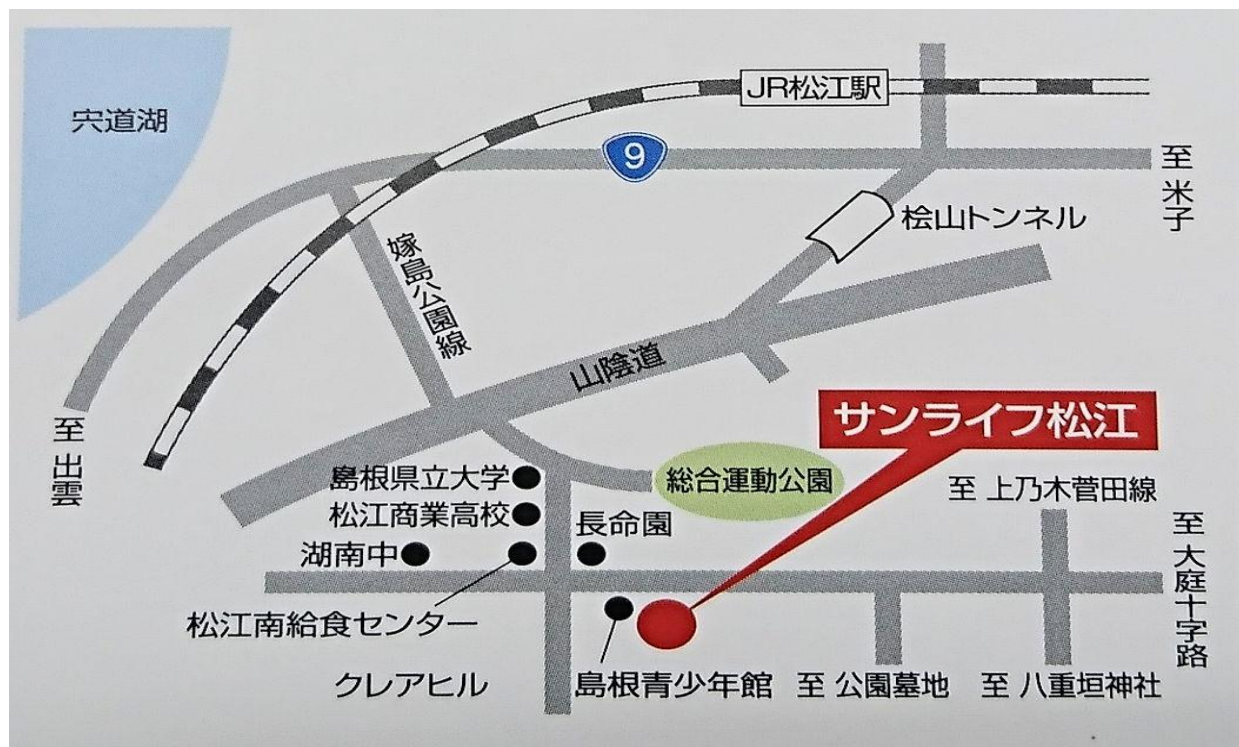 宍道湖
JR松江駅
9
至 米子
桧山トンネル
嫁島公園線
山陰道
至 出雲
サンライフ松江
島根県立大学
総合運動公園
至 上乃木菅田線
松江商業高校
長命園
湖南中
至 大庭十字路
松江南給食センター
クレアヒル
島根青少年館
至 公園墓地
至 八重垣神社